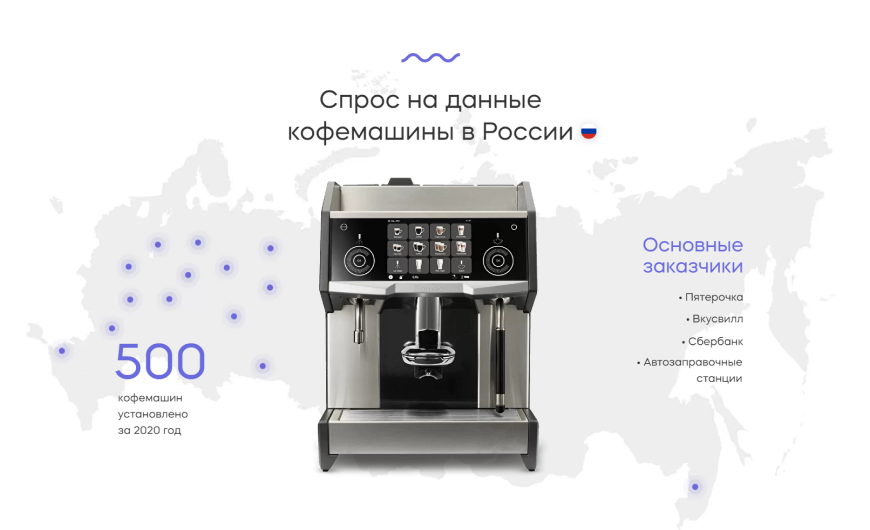 Спрос на данные
кофемашины в России
500
кофемашин
установлено
за 2020 год
Основные
заказчики
• Пятерочка
• Вкусвилл
• Сбербанк
• Автозаправочные
станции